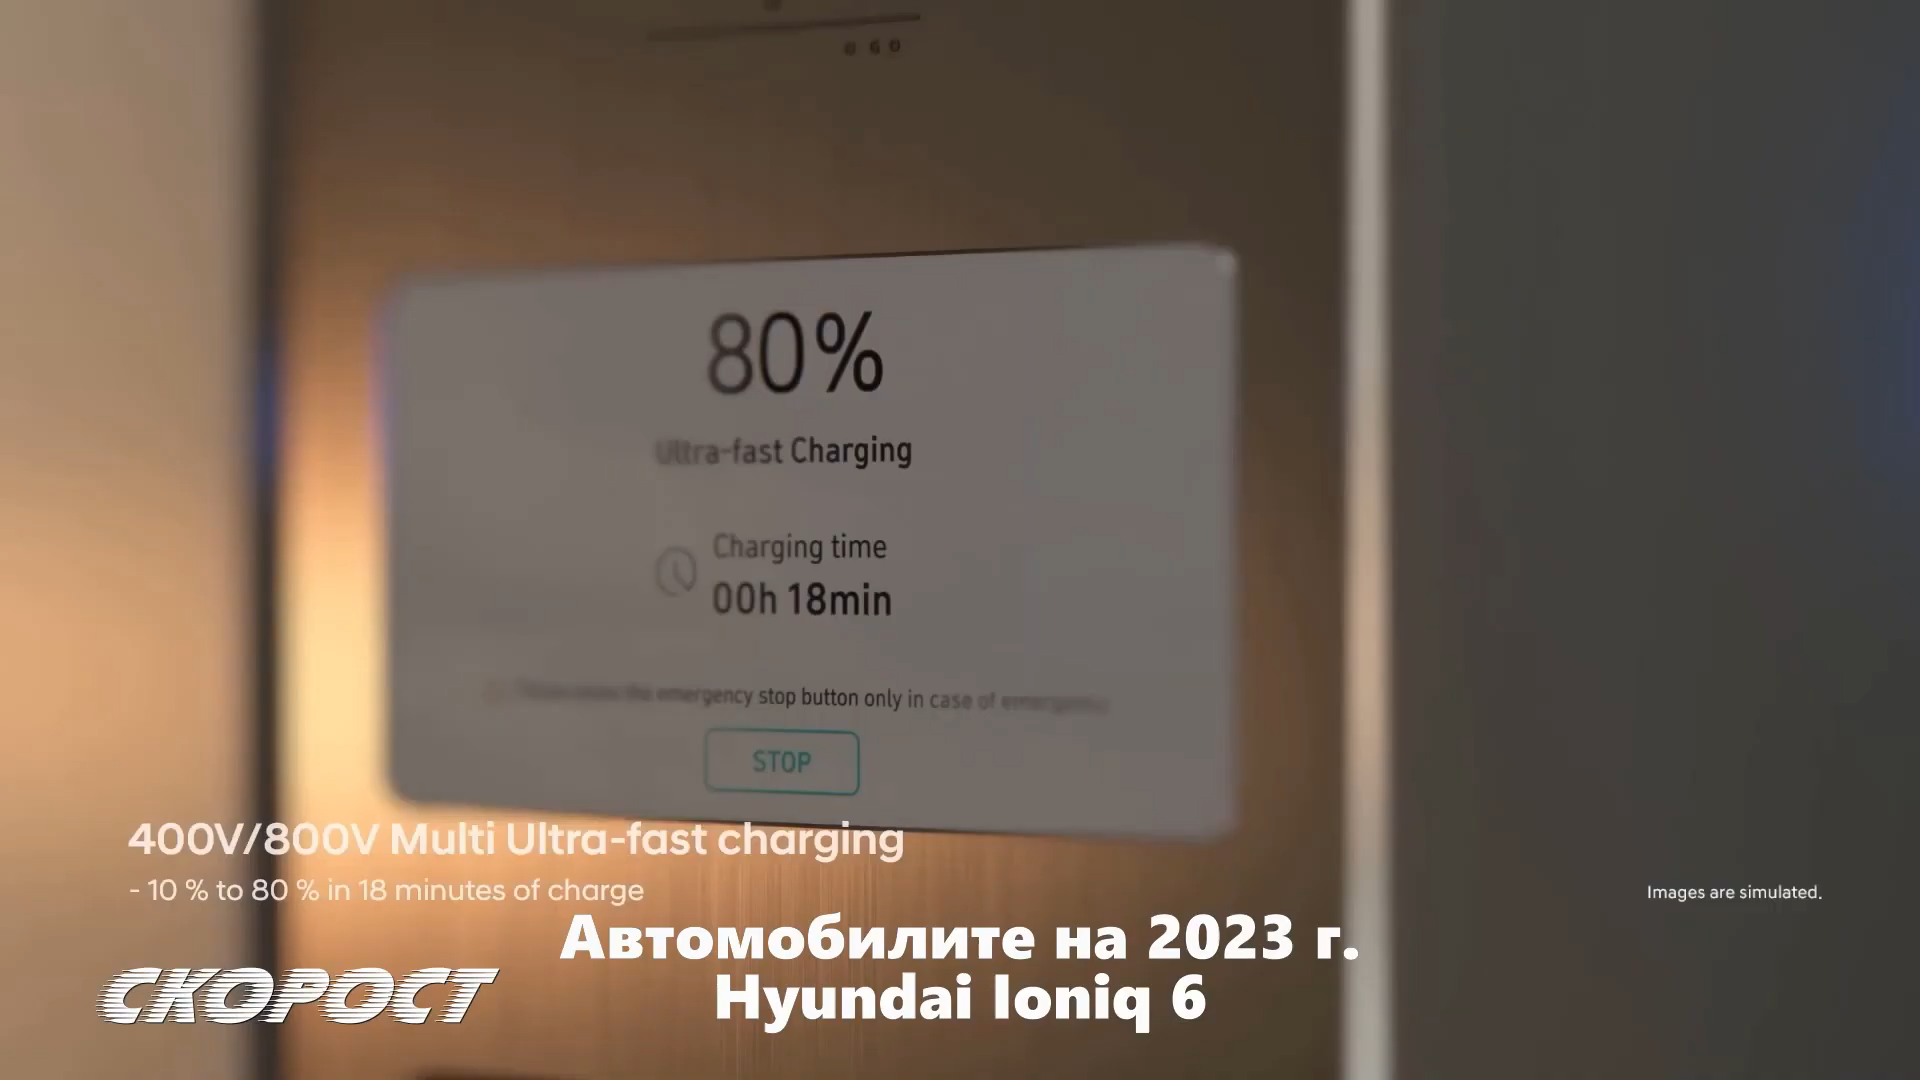 80%
Ultra-fast Charging
Charging time
00h 18min
the emergency stop button only in case of emergency
STOP
400V/800V Multi Ultra-fast charging
- 10 % to 80 % in 18 minutes of charge
Images are simulated.
Автомобилите на 2023 г.
Hyundai Ioniq 6
СКОРОСТ